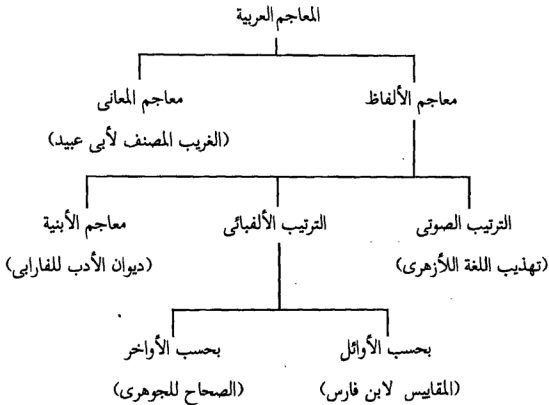 المعاجم العربية
معاجم الألفاظ
معاجم المعانى
(الغريب المصنف لأبى عبيد)
الترتيب الصوتى
الترتيب الألفبائى
معاجم الأبنية
(تهذيب اللغة اللأزهرى)
(ديوان الأدب للفارابى)
بحسب الأوائل
بحسب الأواخر
(المقاييس لابن فارس)
(الصحاح للجوهرى)